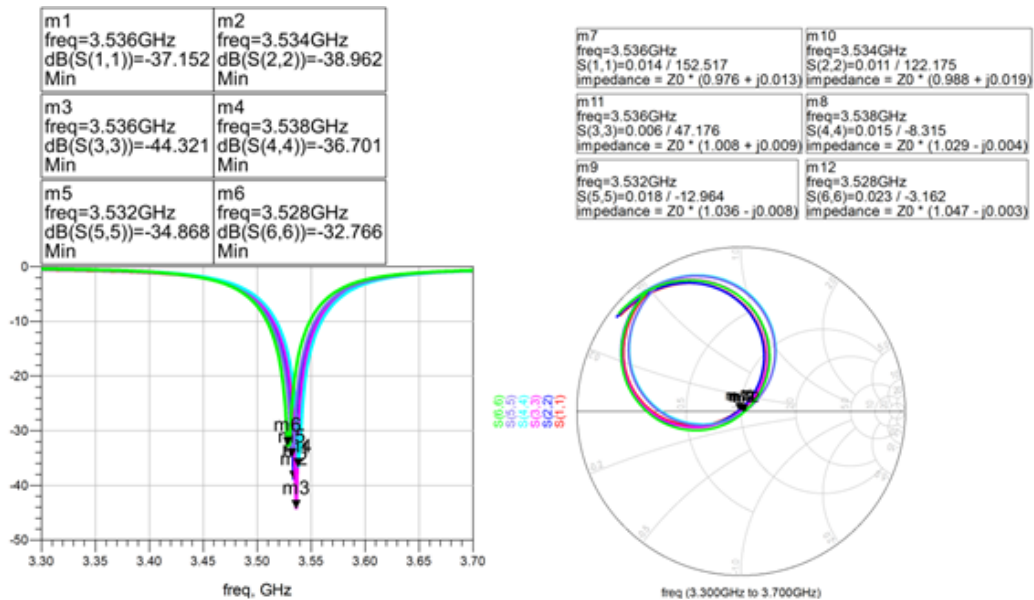 m1
freq=3.536GHz
dB(S(1,1))=-37.152
Min
m2
freq=3.534GHz
dB(S(2,2))=-38.962
Min
m3
freq=3.536GHz
dB(S(3,3))=-44.321
Min
m4
freq=3.538GHz
dB(S(4,4))=-36.701
Min
m5
freq=3.532GHz
dB(S(5,5))=-34.868
Min
m6
freq=3.528GHz
dB(S(6,6))=-32.766
Min
0
-10
-20
-30
-40
-50
m6
m3
3.30 3.35 3.40 3.45 3.50 3.55 3.60 3.65 3.70
freq, GHz
m7
freq=3.536GHz
S(1,1)=0.014 / 152.517
impedance = Z0 * (0.976 + j0.013)
m10
freq=3.534GHz
S(2,2)=0.011 / 122.175
impedance = Z0 * (0.988 + j0.019)
m11
freq=3.536GHz
S(3,3)=0.006 / 47.176
impedance = Z0 * (1.008 + j0.009)
m8
freq=3.538GHz
S(4,4)=0.015 / -8.315
impedance = Z0 * (1.029 - j0.004)
m9
freq=3.532GHz
S(5,5)=0.018 / -12.964
impedance = Z0 * (1.036 - j0.008)
m12
freq=3.528GHz
S(6,6)=0.023 / -3.162
impedance = Z0 * (1.047 - j0.003)
S(6,6)
S(5,5)
S(4,4)
S(3,3)
S(2,2)
S(1,1)
freq (3.300GHz to 3.700GHz)